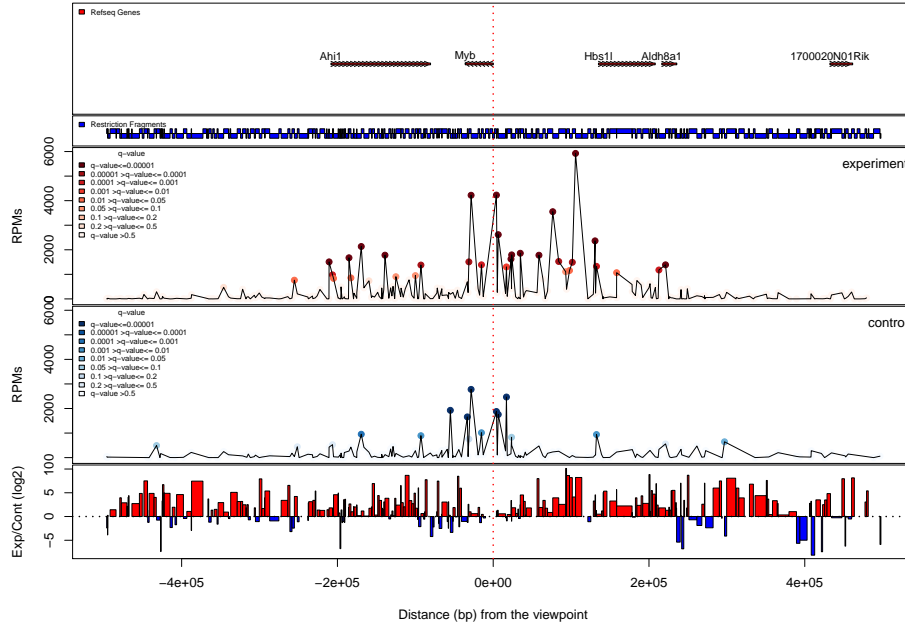 Refseq Genes
Ahi1 Myb Hbs1l Aldh8a1 1700020N01Rik
Restriction Fragments
experiment
q−value
q−value<=0.00001
0.00001 >q−value<= 0.0001
0.0001 >q−value<= 0.001
0.001 >q−value<= 0.01
0.01 >q−value<= 0.05
0.05 >q−value<= 0.1
0.1 >q−value<= 0.2
0.2 >q−value<= 0.5
q−value >0.5
RPMs
6000
4000
2000
control
q−value
q−value<=0.00001
0.00001 >q−value<= 0.0001
0.0001 >q−value<= 0.001
0.001 >q−value<= 0.01
0.01 >q−value<= 0.05
0.05 >q−value<= 0.1
0.1 >q−value<= 0.2
0.2 >q−value<= 0.5
q−value >0.5
RPMs
6000
4000
2000
Exp/Cont (log2)
10
5
0
−5
−4e+05 −2e+05 0e+00 2e+05 4e+05
Distance (bp) from the viewpoint